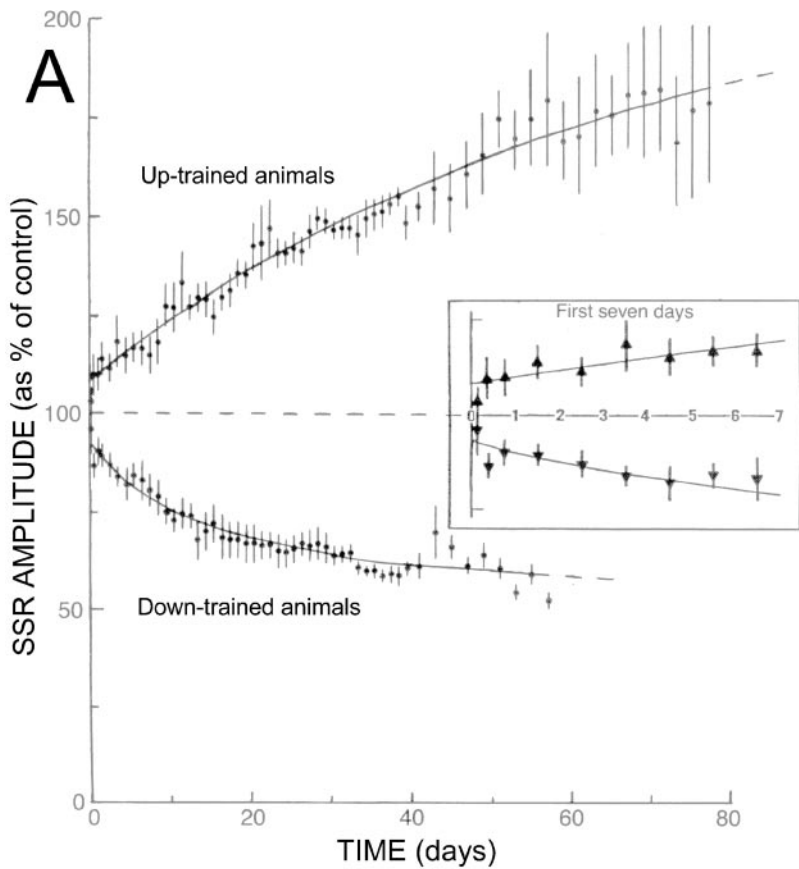 A
200
150
100
50
0
SSR AMPLITUDE (as % of control)
Up-trained animals
Down-trained animals
First seven days
0 1 2 3 4 5 6 7
0 20 40 60 80
TIME (days)